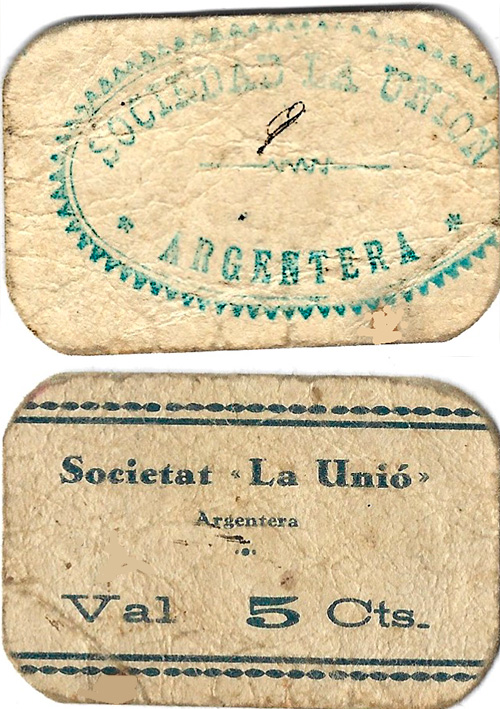 SOCIEDAD LA UNION
* ARGENTERA *
Societat «La Unió»
Argentera
Val 5 Cts.